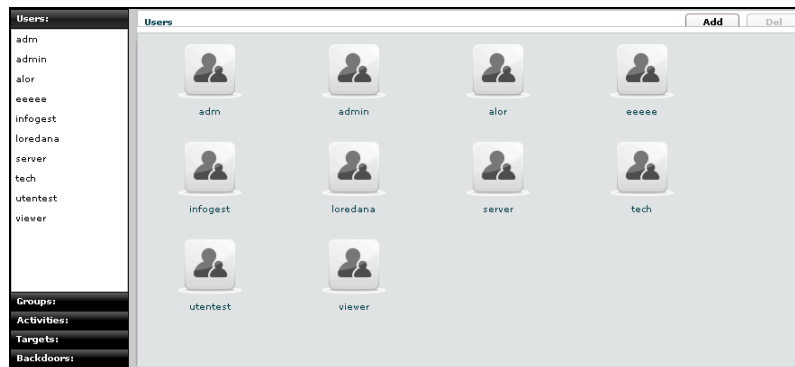 Users:
adm
admin
alor
eeeee
infogest
loredana
server
tech
utentest
viewer
Groups:
Activities:
Targets:
Backdoors:
Users
Add
Del
adm admin alor eeeee
infogest loredana server tech
utentest viewer